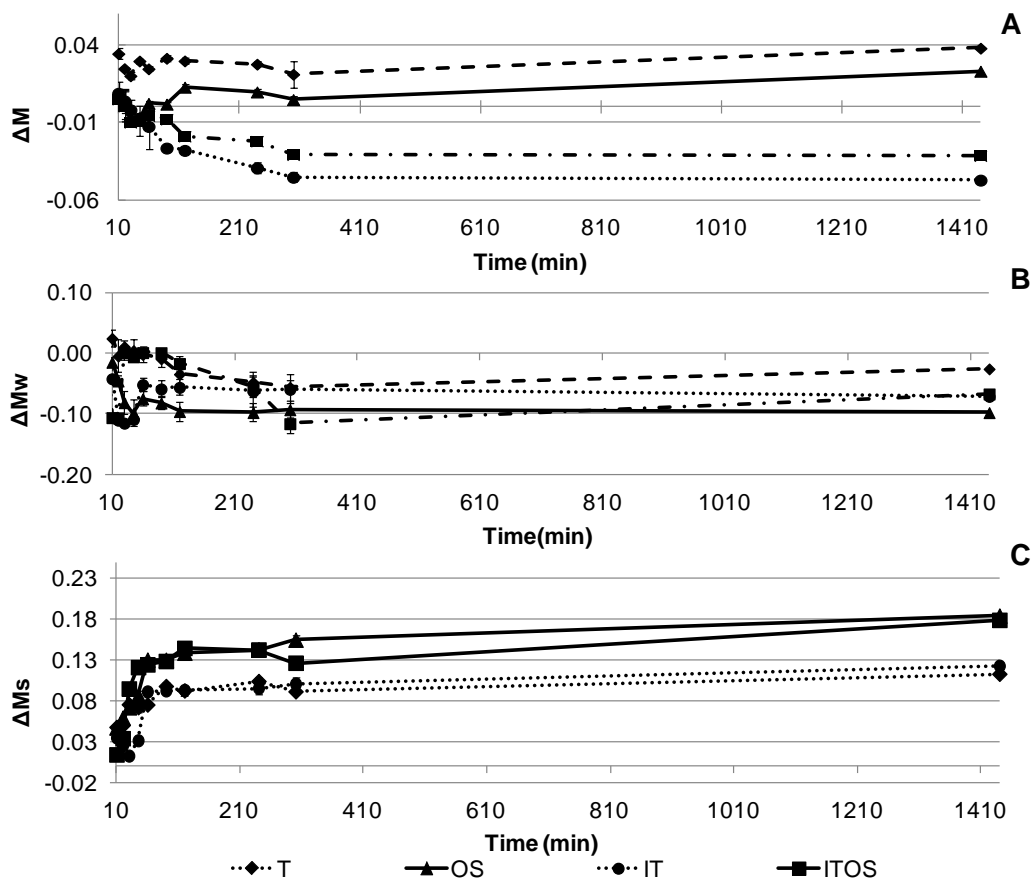 A
0.04
-0.01
-0.06
ΔM
10 210 410 610 810 1010 1210 1410
Time (min)
B
0.10
0.00
-0.10
-0.20
ΔMw
10 210 410 610 810 1010 1210 1410
Time(min)
C
0.23
0.18
0.13
0.08
0.03
-0.02
ΔMs
10 210 410 610 810 1010 1210 1410
Time (min)
T OS IT ITOS